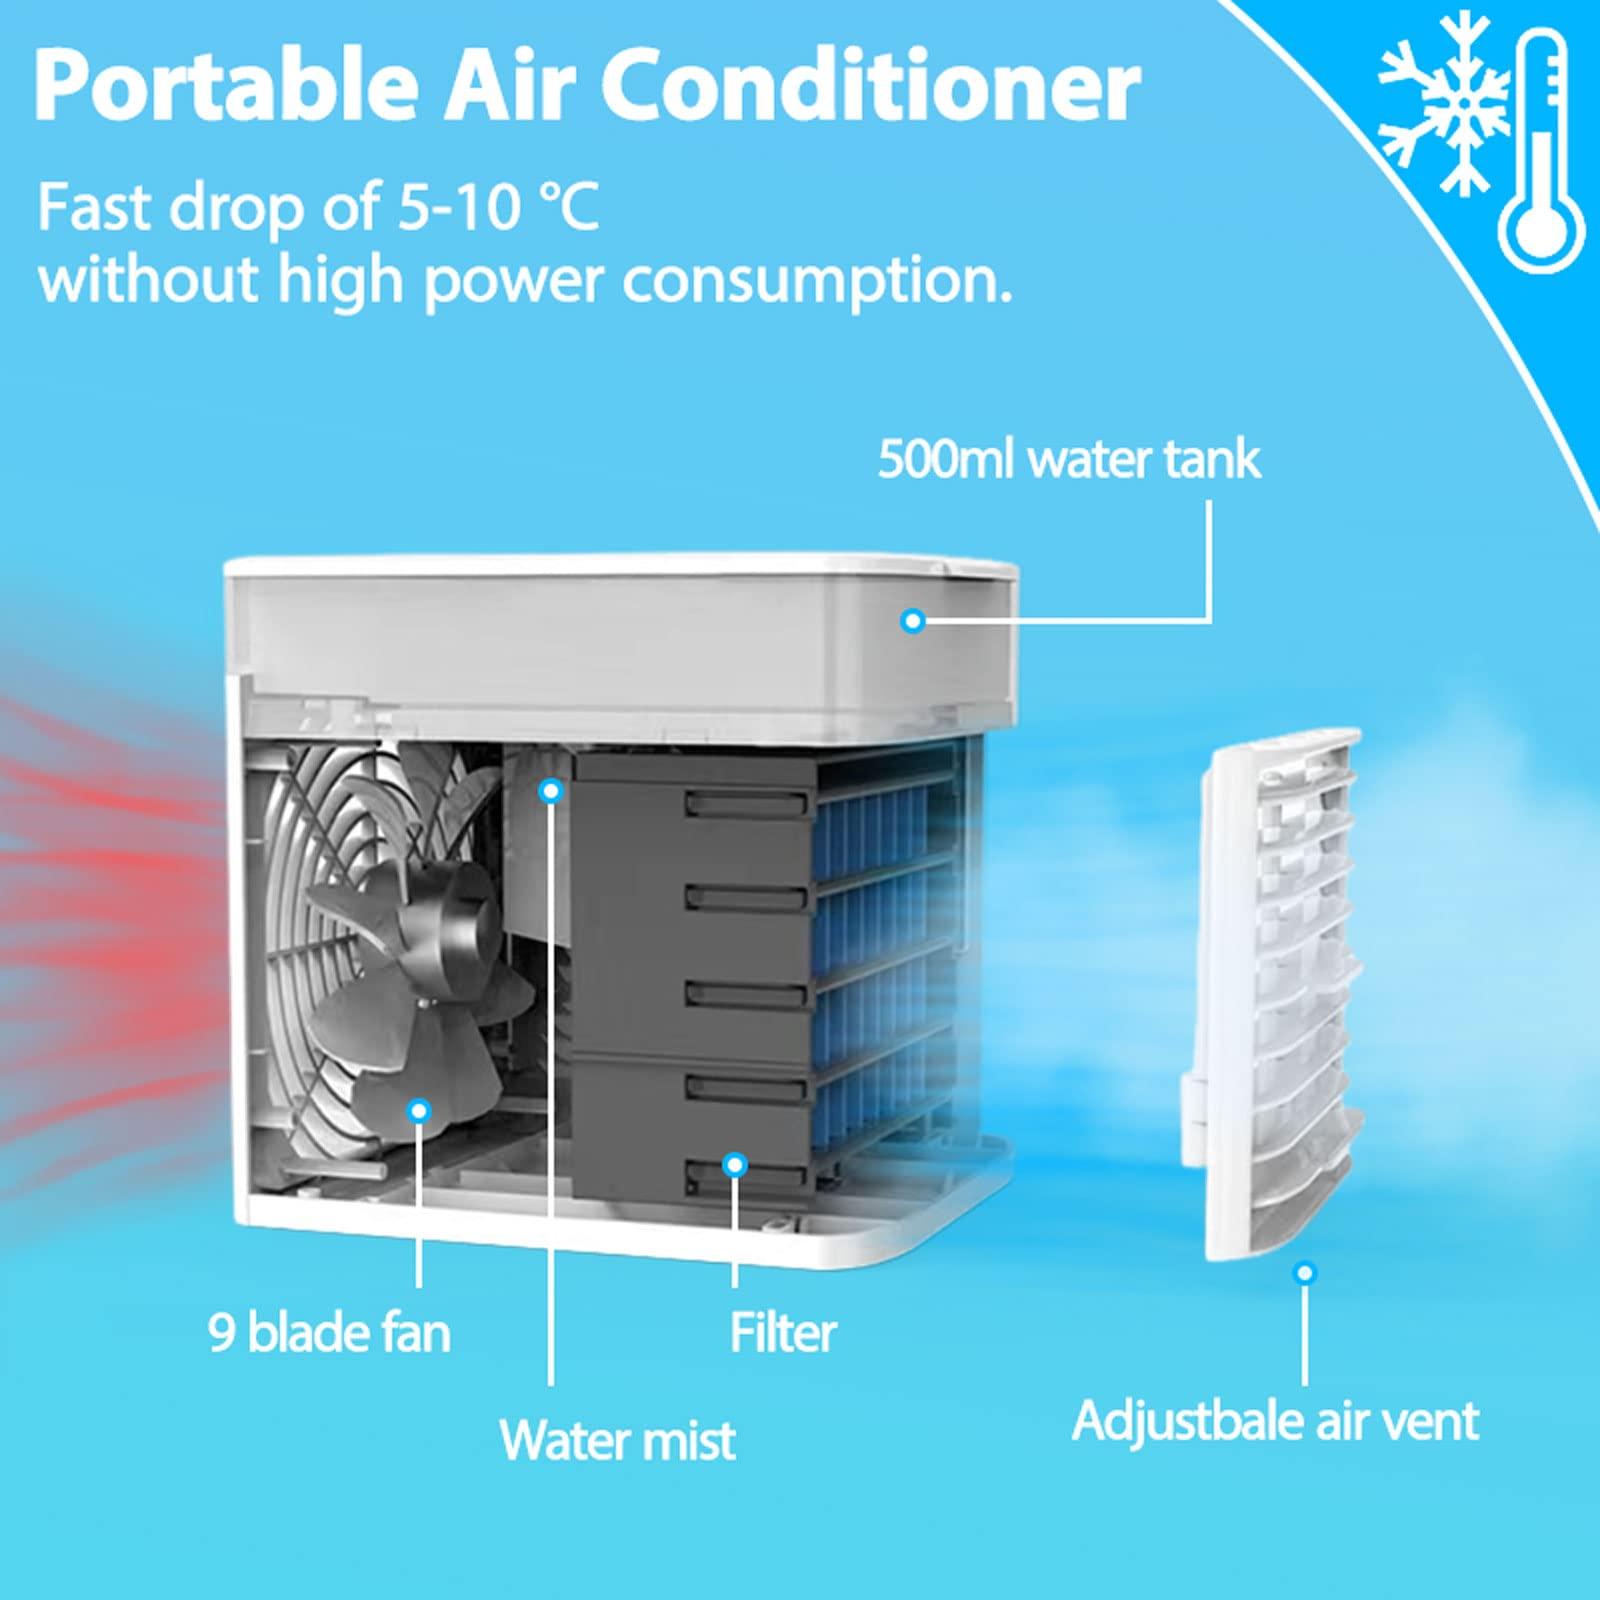 Portable Air Conditioner
Fast drop of 5-10 °C
without high power consumption.
500ml water tank
9 blade fan
Filter
Water mist
Adjustbale air vent